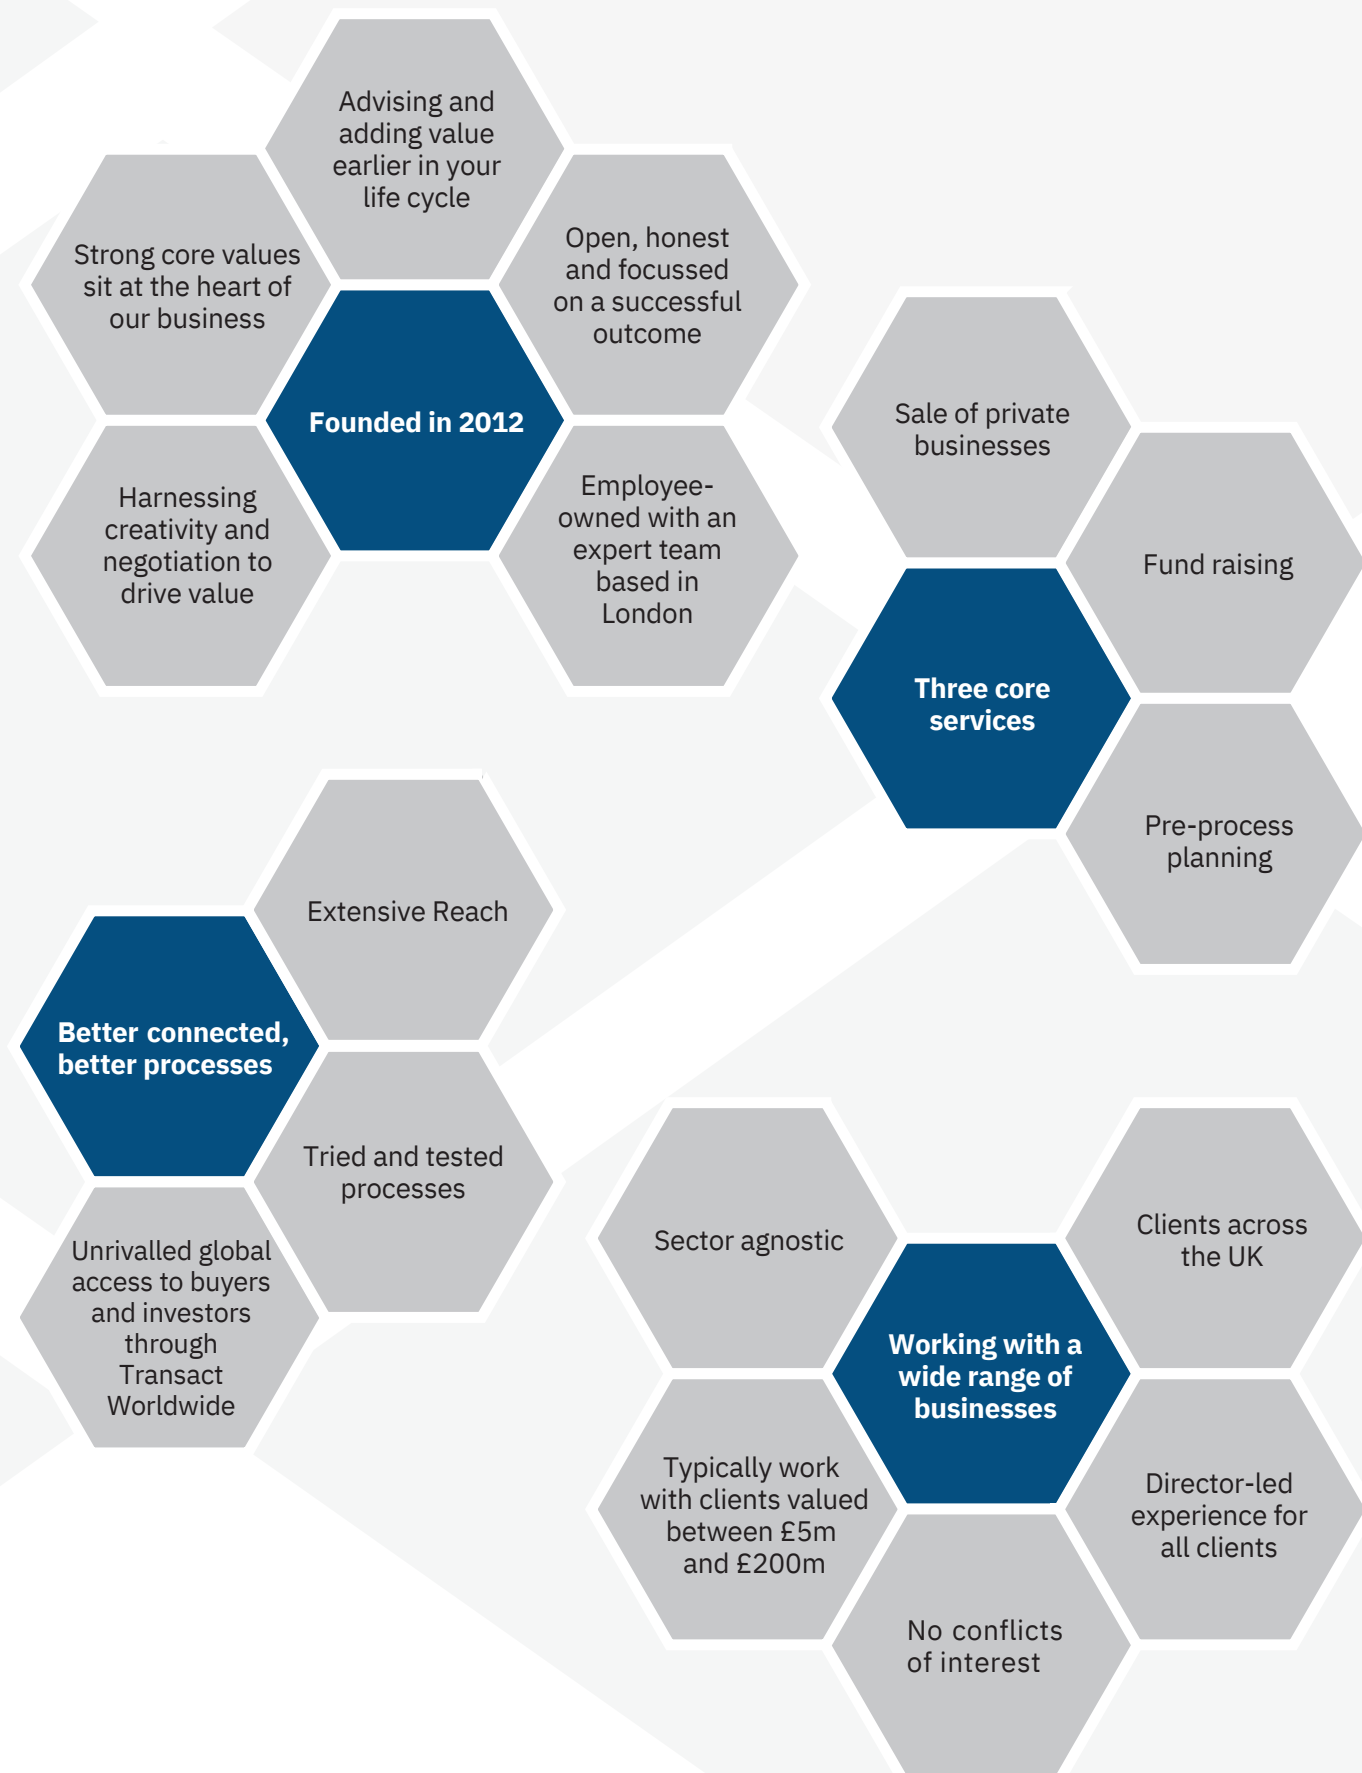 Advising and
adding value
earlier in your
life cycle
Strong core values
sit at the heart of
our business
Open, honest
and focussed
on a successful
outcome
Founded in 2012
Harnessing
creativity and
negotiation to
drive value
Employee-
owned with an
expert team
based in
London
Sale of private
businesses
Fund raising
Three core
services
Pre-process
planning
Extensive Reach
Better connected,
better processes
Tried and tested
processes
Unrivalled global
access to buyers
and investors
through
Transact
Worldwide
Sector agnostic
Clients across
the UK
Working with a
wide range of
businesses
Typically work
with clients valued
between £5m
and £200m
Director-led
experience for
all clients
No conflicts
of interest